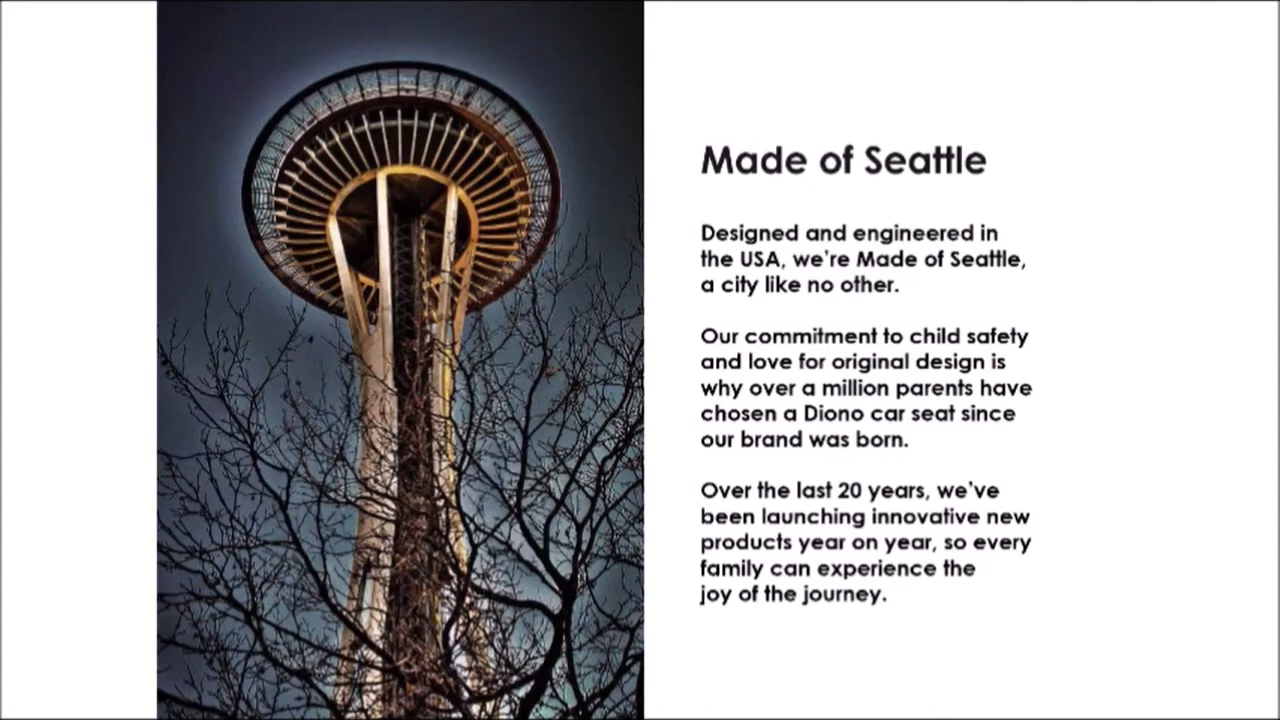 Made of Seattle
Designed and engineered in
the USA, we're Made of Seattle,
a city like no other.
Our commitment to child safety
and love for original design is
why over a million parents have
chosen a Diono car seat since
our brand was born.
Over the last 20 years, we've
been launching innovative new
products year on year, so every
family can experience the
joy of the journey.